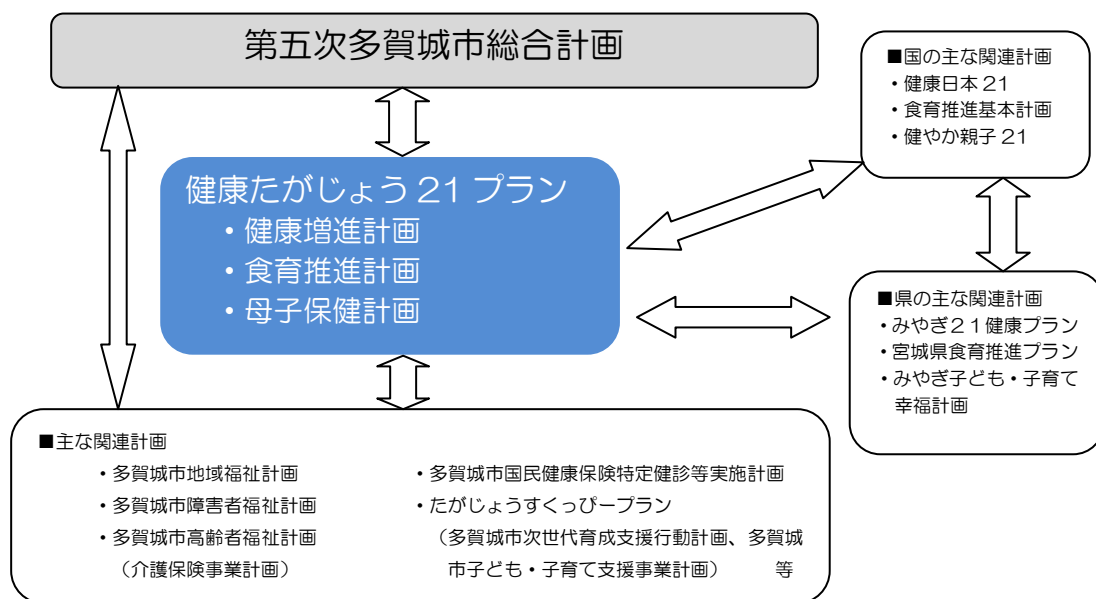 第五次多賀城市総合計画
■国の主な関連計画
・健康日本 21
・食育推進基本計画
・健やか親子 21
健康たがじょう 21 プラン
・健康増進計画
・食育推進計画
・母子保健計画
■県の主な関連計画
・みやぎ２１健康プラン
・宮城県食育推進プラン
・みやぎ子ども・子育て
幸福計画
■主な関連計画
・多賀城市地域福祉計画
・多賀城市障害者福祉計画
・多賀城市高齢者福祉計画
（介護保険事業計画）
・多賀城市国民健康保険特定健診等実施計画
・たがじょうすくっぴープラン
（多賀城市次世代育成支援行動計画、多賀城
市子ども・子育て支援事業計画） 等